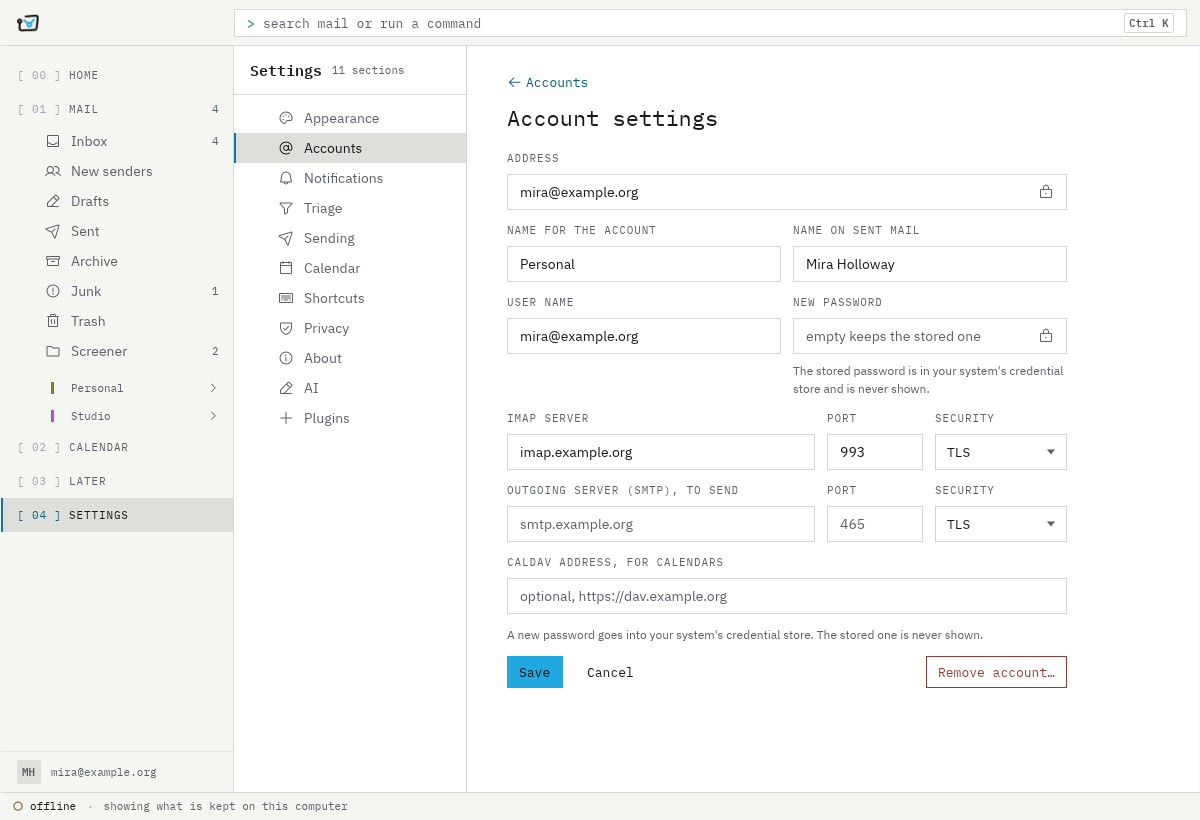 > search mail or run a command
Ctrl K
[ 00 ] HOME
[ 01 ] MAIL 4
Inbox 4
New senders
Drafts
Sent
Archive
Junk 1
Trash
Screener 2
Personal
Studio
[ 02 ] CALENDAR
[ 03 ] LATER
[ 04 ] SETTINGS
MH mira@example.org
Settings 11 sections
Appearance
Accounts
Notifications
Triage
Sending
Calendar
Shortcuts
Privacy
About
AI
Plugins
← Accounts
Account settings
ADDRESS
mira@example.org
NAME FOR THE ACCOUNT NAME ON SENT MAIL
Personal Mira Holloway
USER NAME NEW PASSWORD
mira@example.org empty keeps the stored one
The stored password is in your system's credential
store and is never shown.
IMAP SERVER PORT SECURITY
imap.example.org 993 TLS
OUTGOING SERVER (SMTP), TO SEND PORT SECURITY
smtp.example.org 465 TLS
CALDAV ADDRESS, FOR CALENDARS
optional, https://dav.example.org
A new password goes into your system's credential store. The stored one is never shown.
Save Cancel Remove account…
offline · showing what is kept on this computer